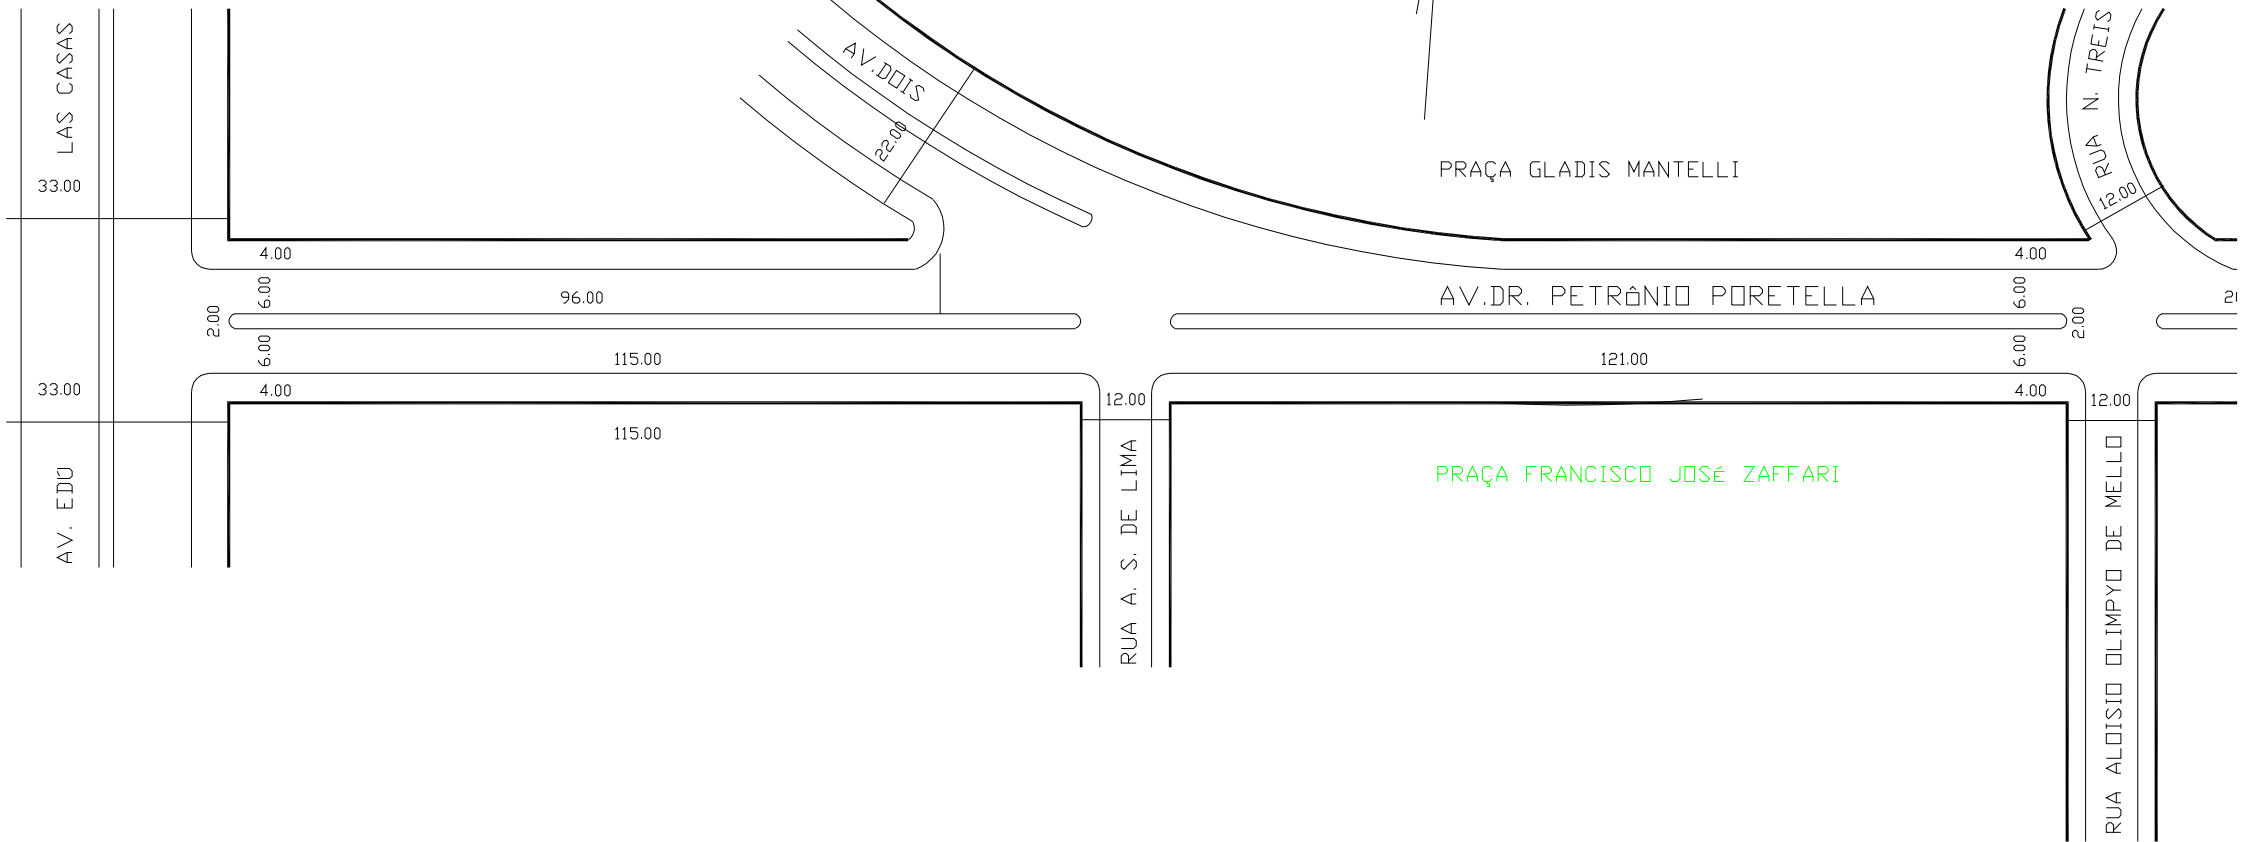 LAS CASAS
33.00
AV.DOIS
22.00
PRAÇA GLADIS MANTELLI
RUA N. TREIS
12.00
4.00
4.00
6.00
96.00
AV.DR. PETRÔNIO PORETELLA
6.00
2.00
2.00
6.00
115.00
121.00
6.00
33.00
4.00
12.00
4.00
12.00
115.00
AV. EDU
RUA A. S. DE LIMA
PRAÇA FRANCISCO JOSÉ ZAFFARI
RUA ALOISIO OLIMPYO DE MELLO